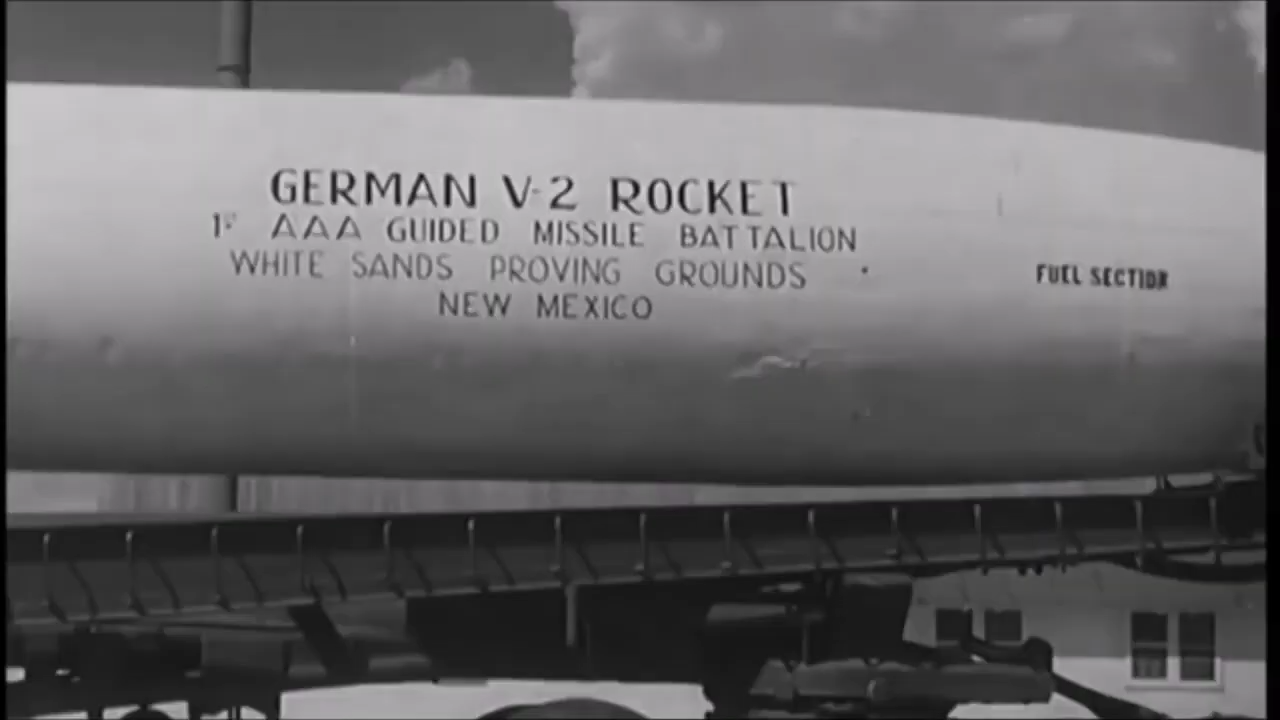 GERMAN V-2 ROCKET
1ST AAA GUIDED MISSILE BATTALION
WHITE SANDS PROVING GROUNDS
NEW MEXICO
FUEL SECTION